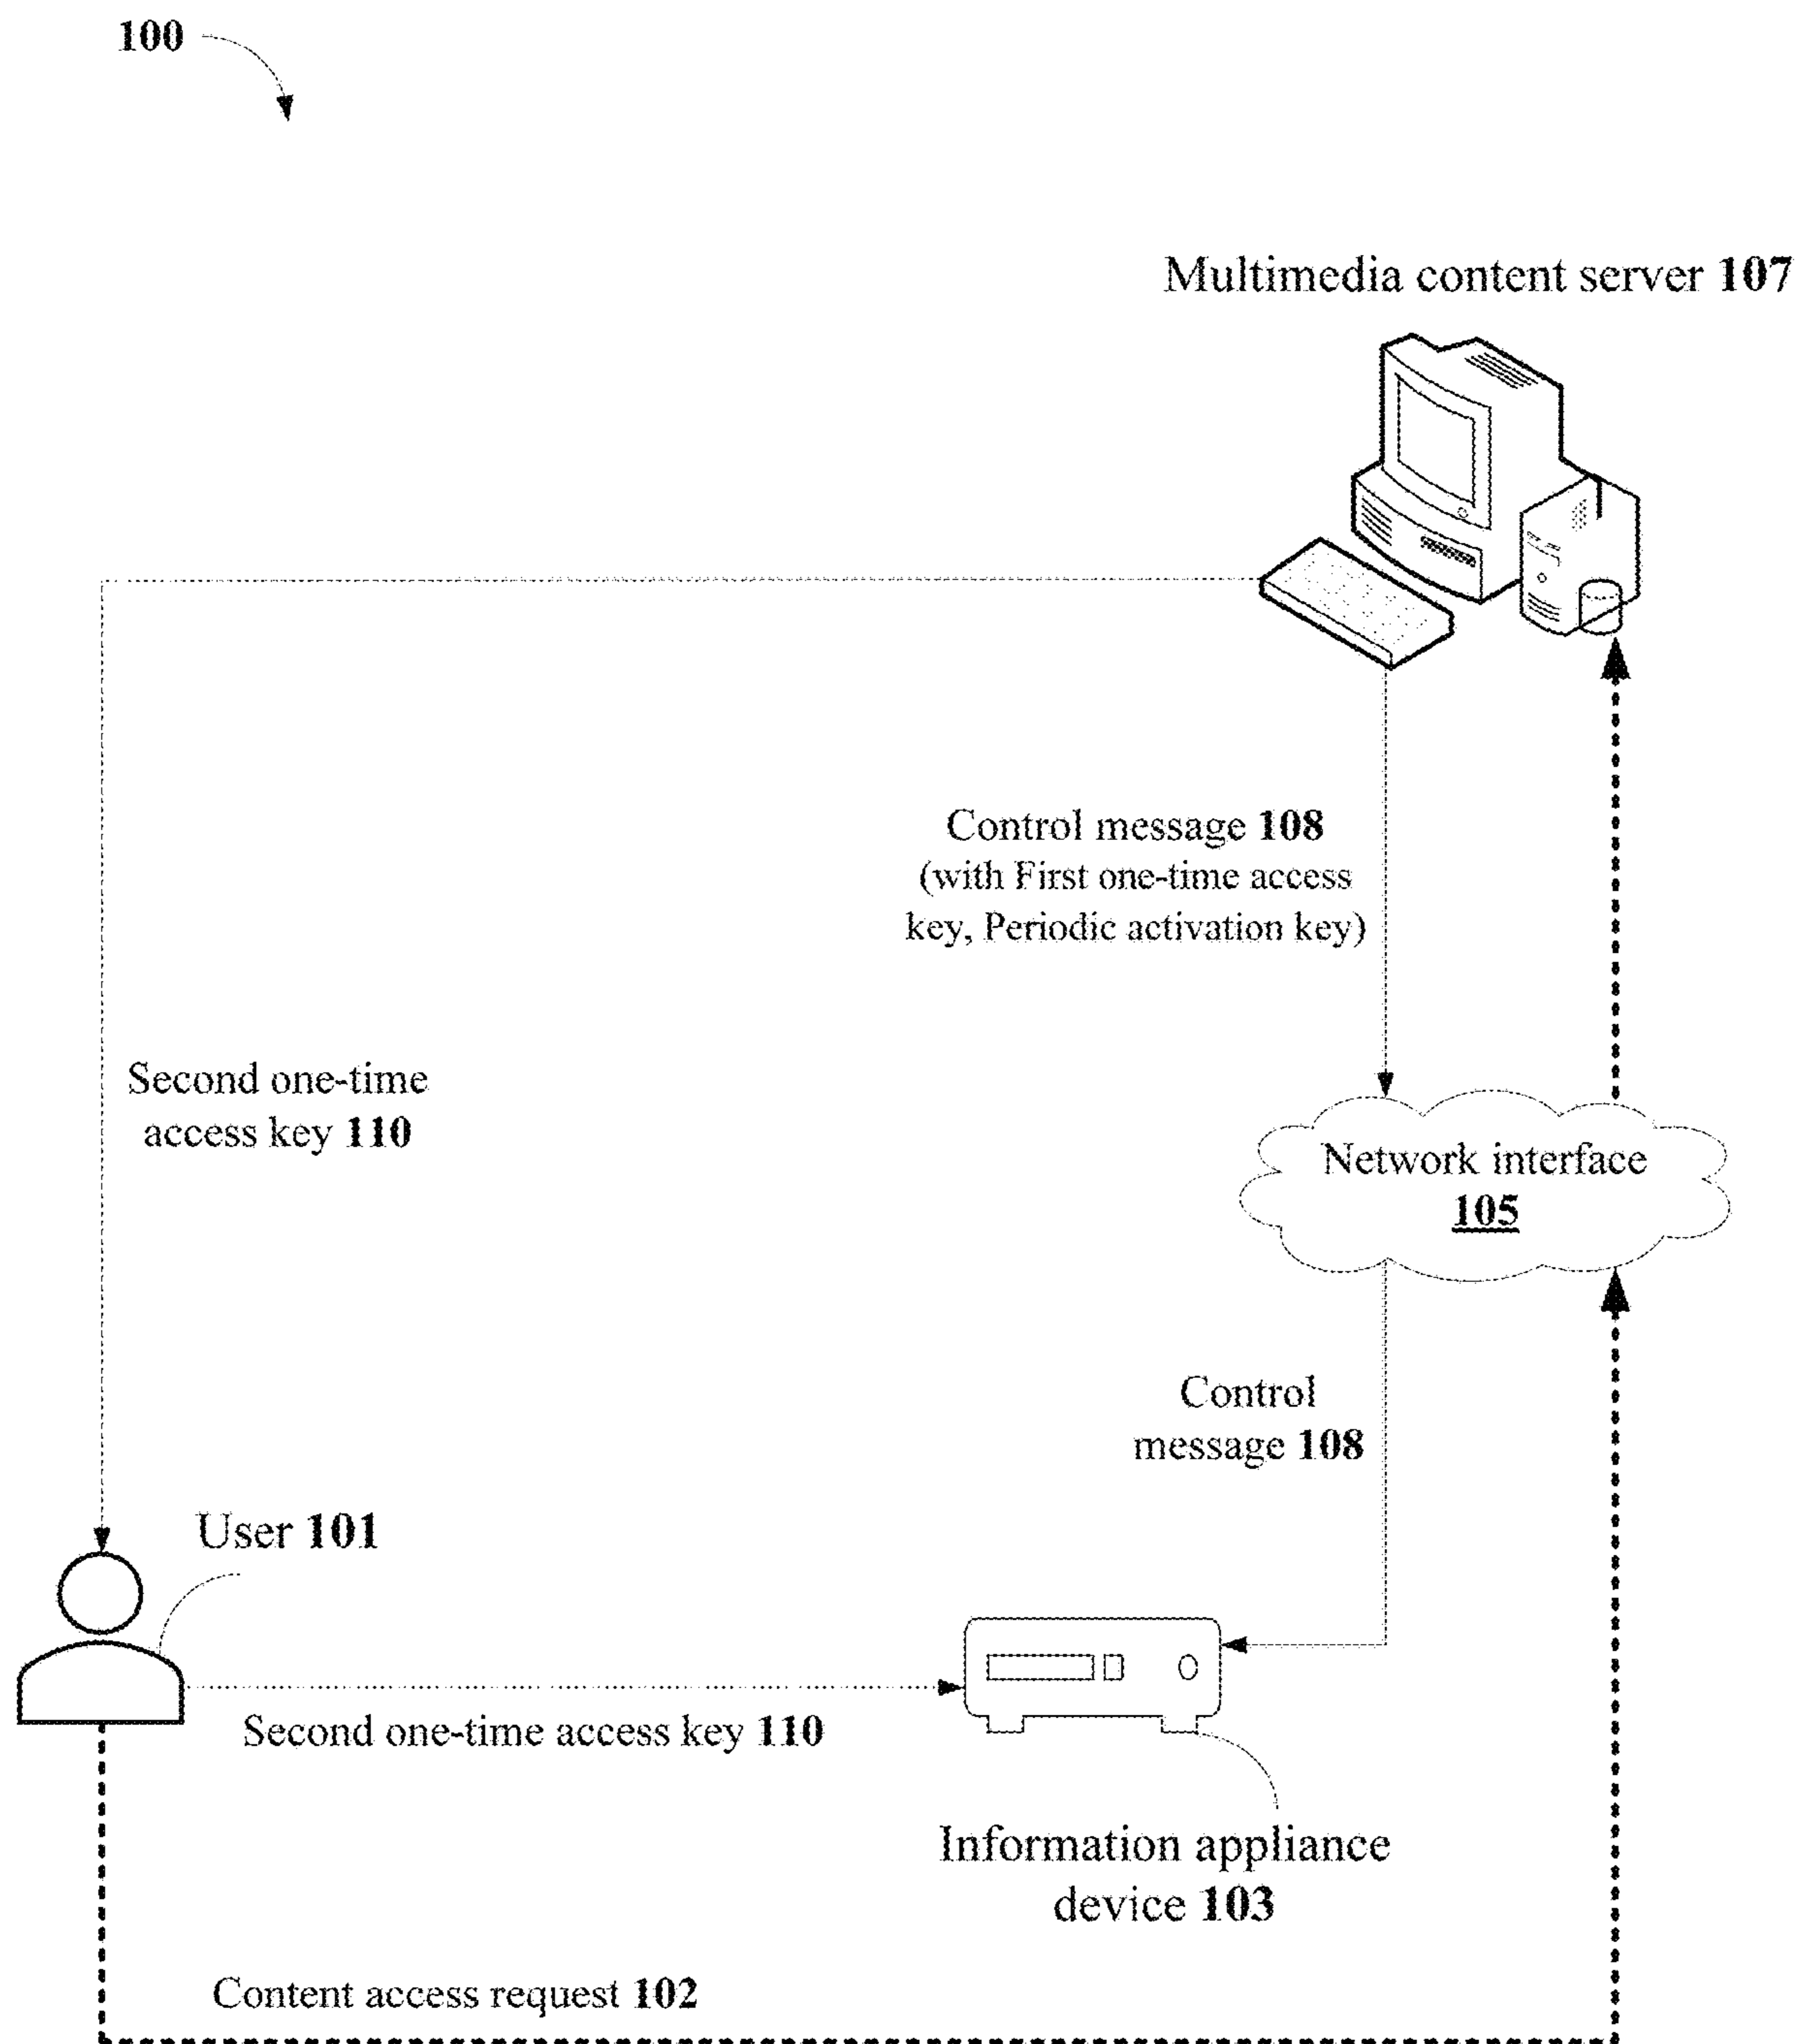 100
Multimedia content server 107
Control message 108
(with First one-time access
key, Periodic activation key)
Second one-time
access key 110
Network interface
105
Control
message 108
User 101
Second one-time access key 110
Information appliance
device 103
Content access request 102